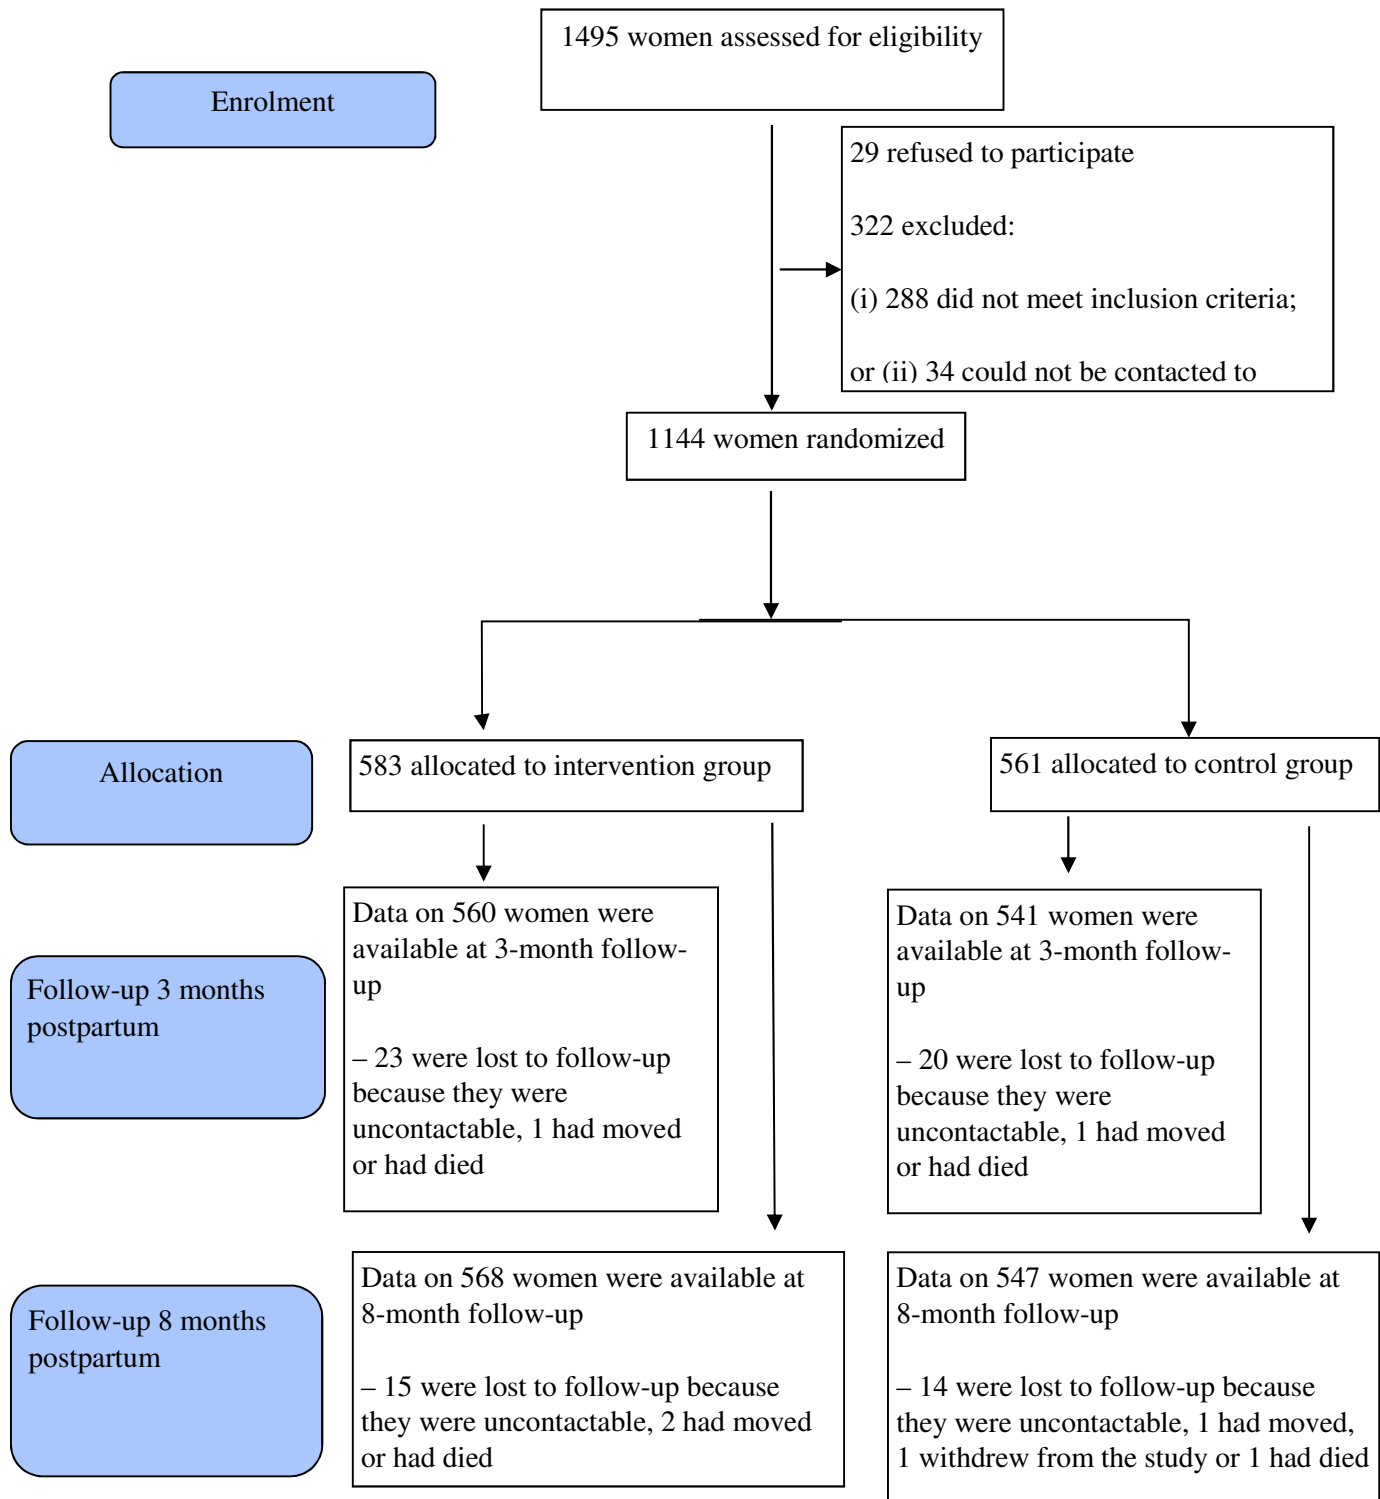 1495 women assessed for eligibility
Enrolment
29 refused to participate
322 excluded:
(i) 288 did not meet inclusion criteria;
or (ii) 34 could not be contacted to
1144 women randomized
Allocation
583 allocated to intervention group
561 allocated to control group
Follow-up 3 months
postpartum
Data on 560 women were
available at 3-month follow-
up
– 23 were lost to follow-up
because they were
uncontactable, 1 had moved
or had died
Data on 541 women were
available at 3-month follow-
up
– 20 were lost to follow-up
because they were
uncontactable, 1 had moved
or had died
Follow-up 8 months
postpartum
Data on 568 women were available at
8-month follow-up
– 15 were lost to follow-up because
they were uncontactable, 2 had moved
or had died
Data on 547 women were available at
8-month follow-up
– 14 were lost to follow-up because
they were uncontactable, 1 had moved,
1 withdrew from the study or 1 had died